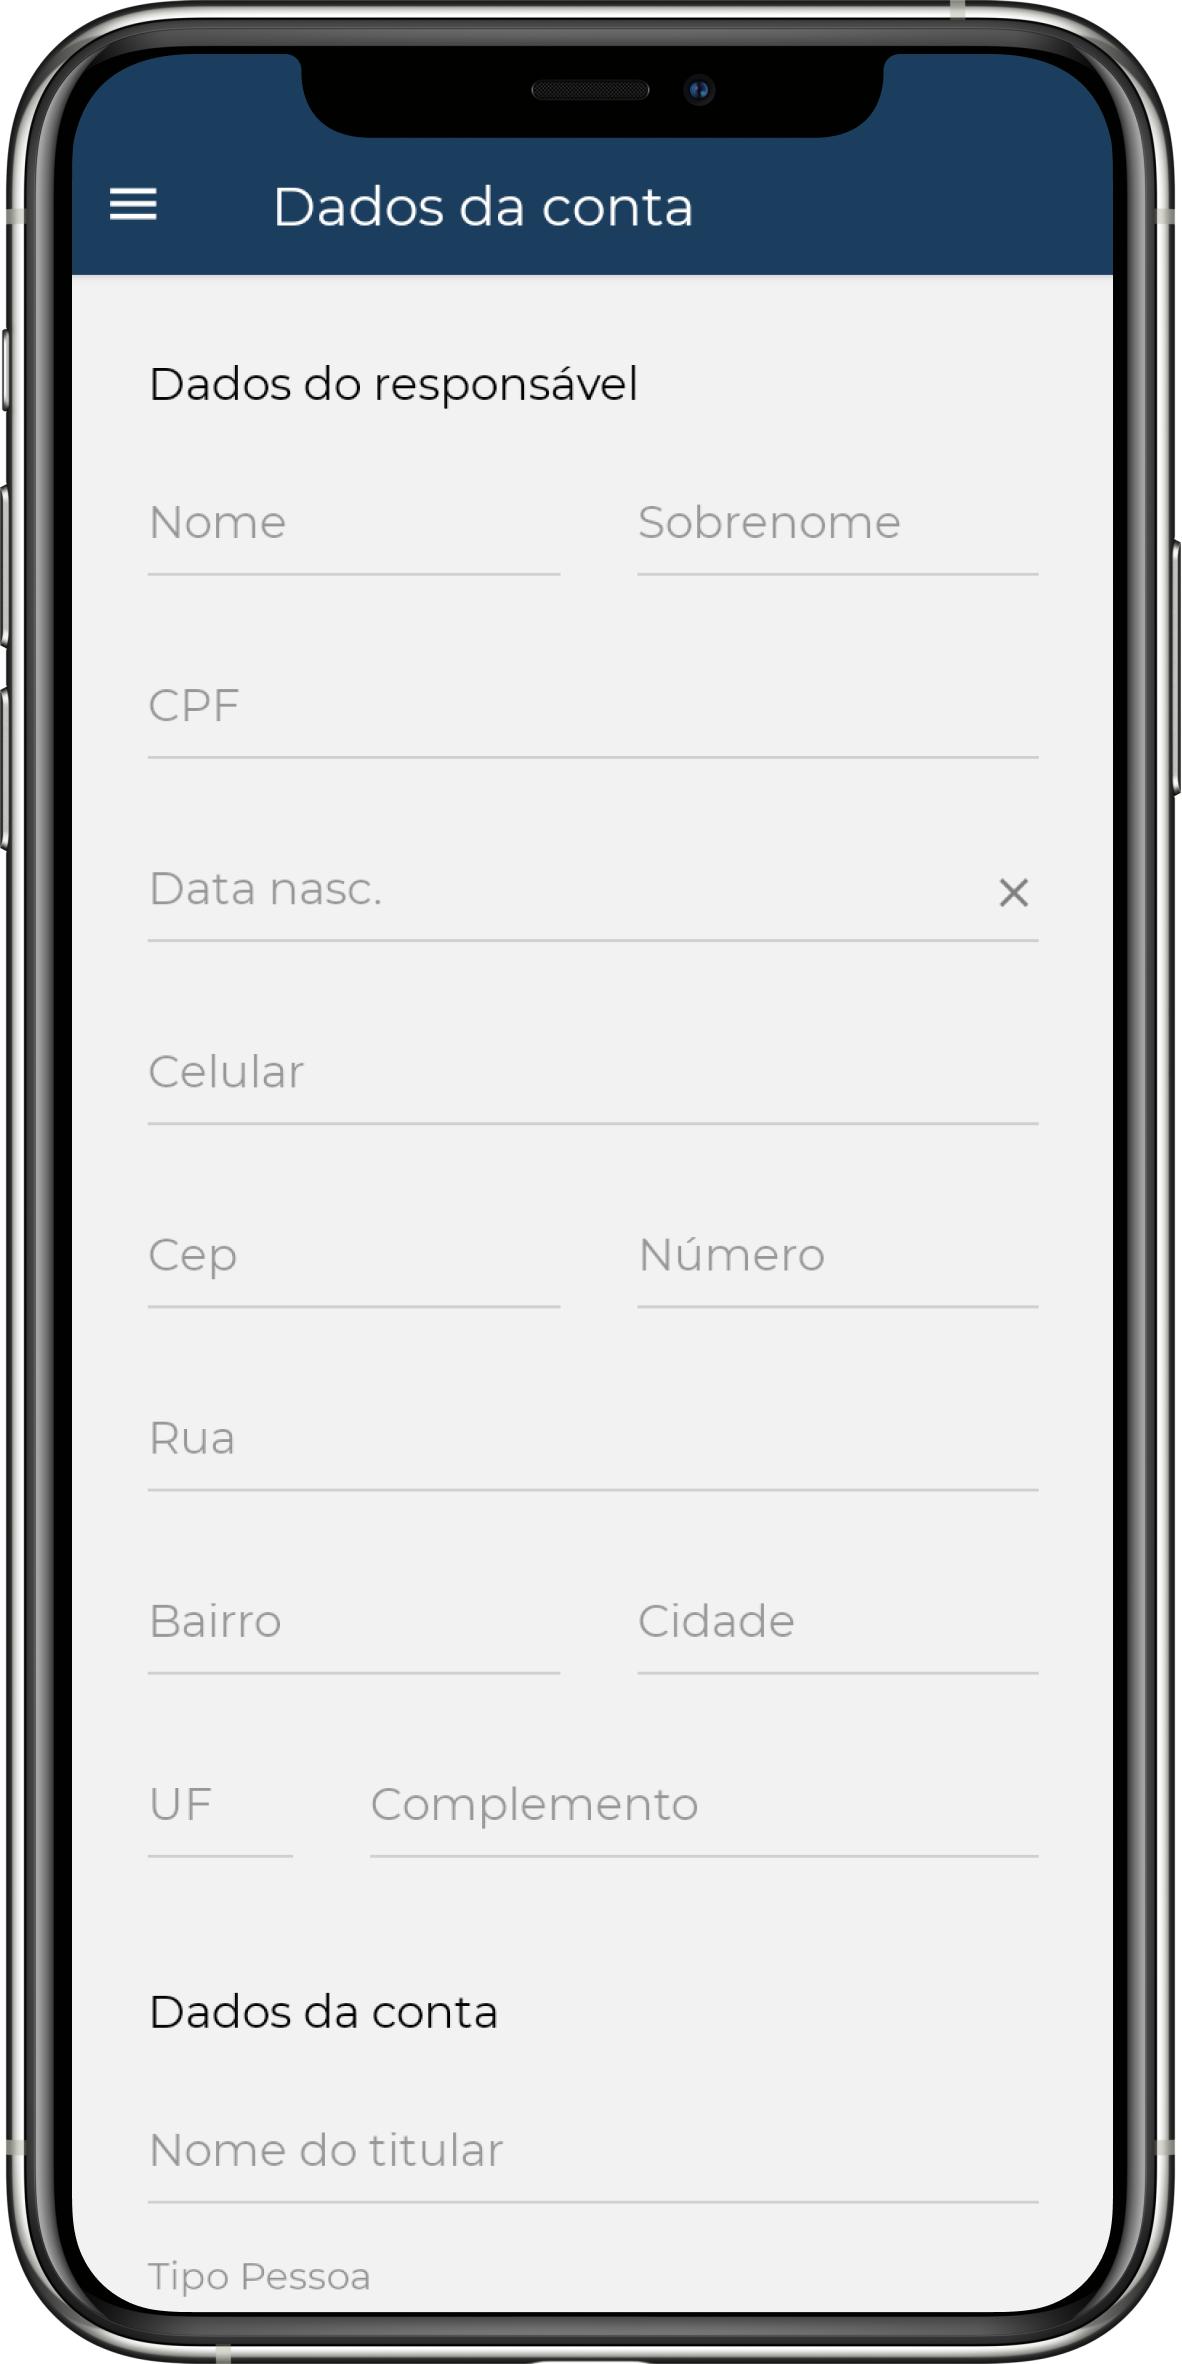 Dados da conta
Dados do responsável
Nome Sobrenome
CPF
Data nasc.
Celular
Cep Número
Rua
Bairro Cidade
UF Complemento
Dados da conta
Nome do titular
Tipo Pessoa